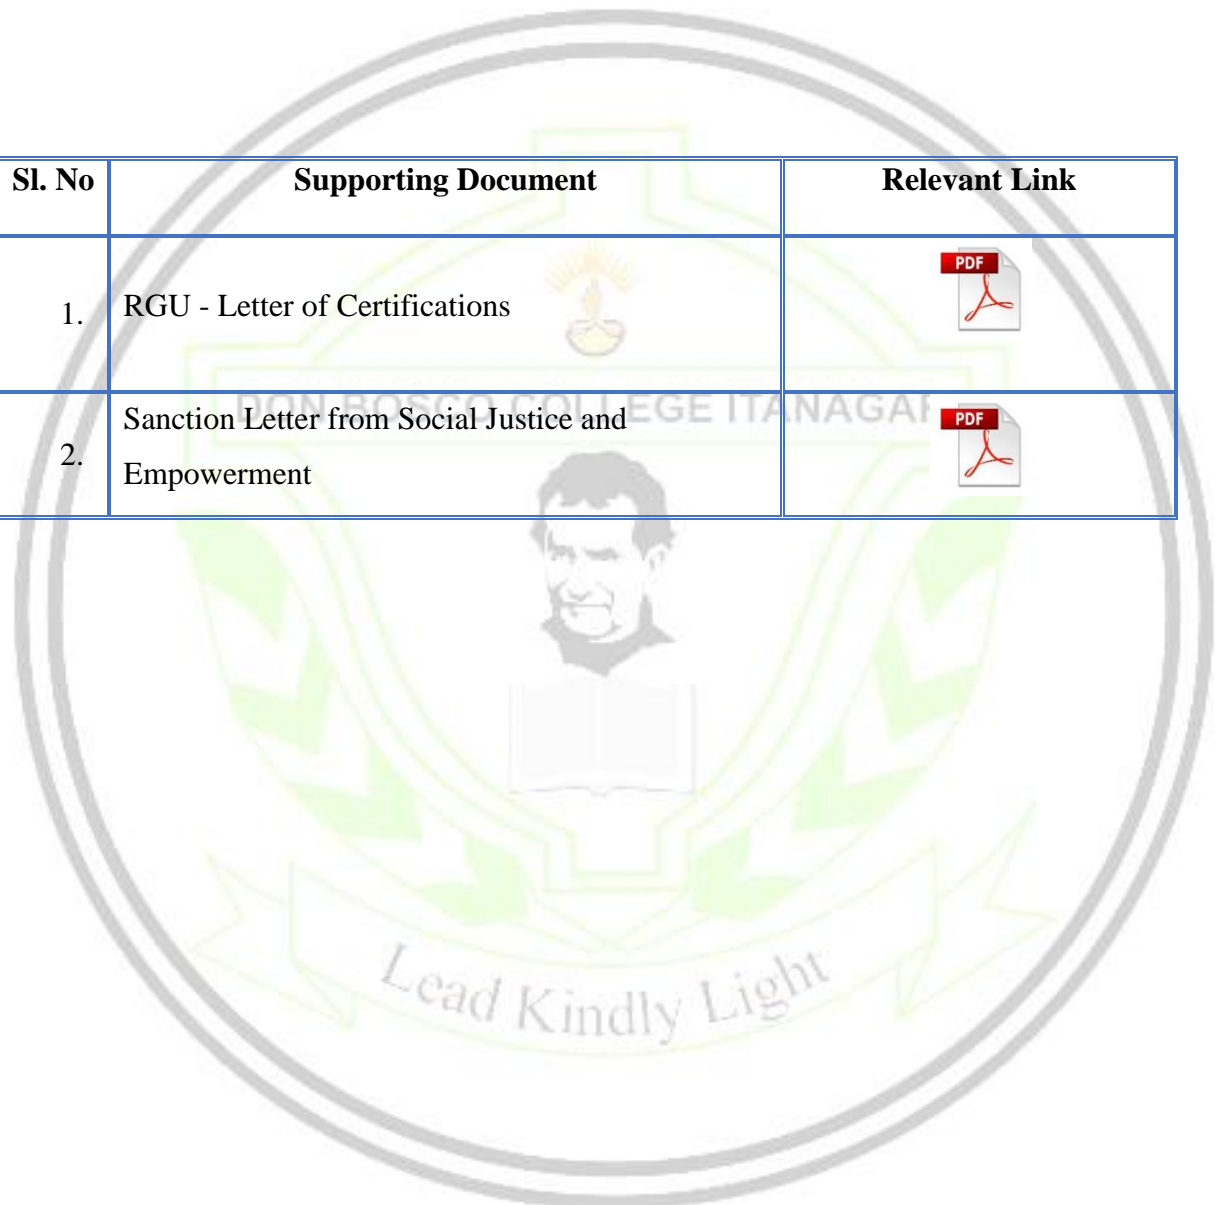 Sl. No Supporting Document Relevant Link
PDF
1. RGU - Letter of Certifications
DON BOSCO COLLEGE ITANAGAR
Sanction Letter from Social Justice and
PDF
2.
Empowerment
Lead Kindly Light